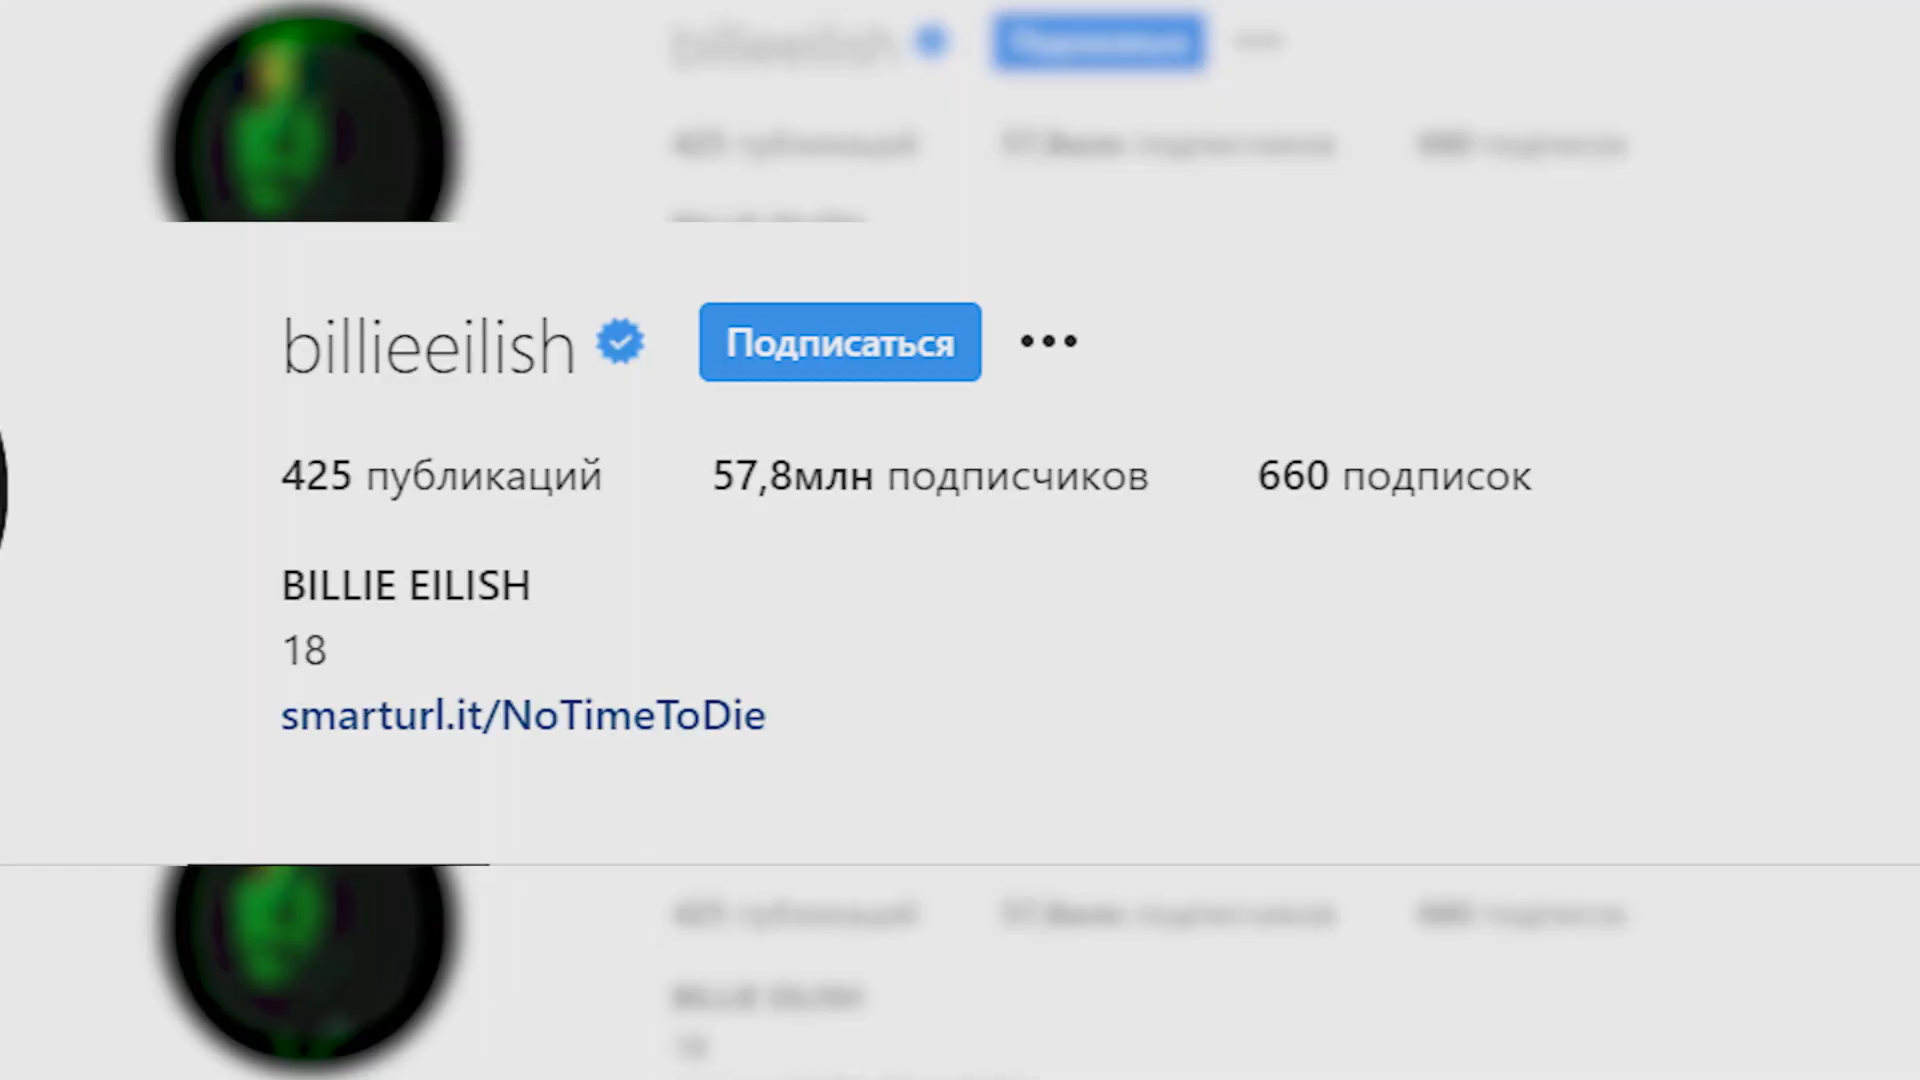 billieeilish Подписаться
425 публикаций 57,8млн подписчиков 660 подписок
BILLIE EILISH
18
smarturl.it/NoTimeToDie